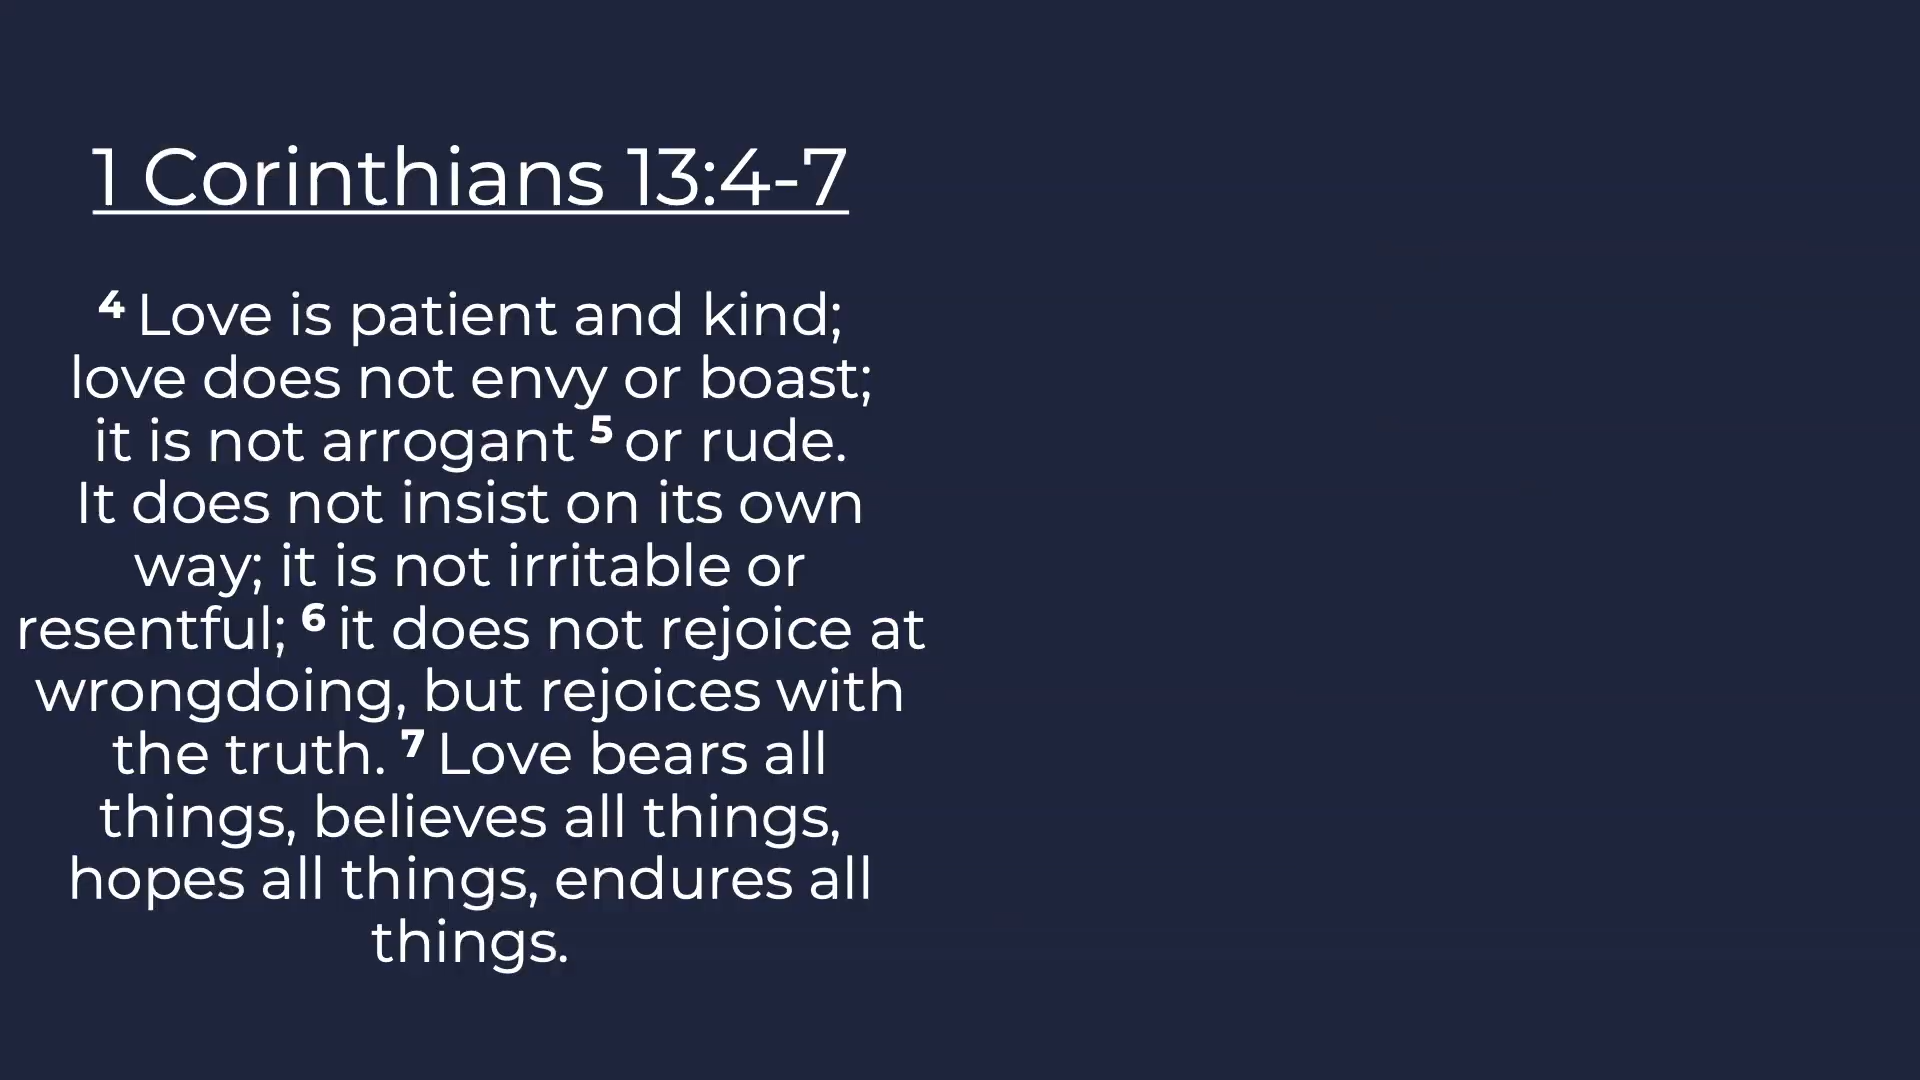 1 Corinthians 13:4-7
4 Love is patient and kind;
love does not envy or boast;
it is not arrogant 5 or rude.
It does not insist on its own
way; it is not irritable or
resentful; 6 it does not rejoice at
wrongdoing, but rejoices with
the truth. 7 Love bears all
things, believes all things,
hopes all things, endures all
things.